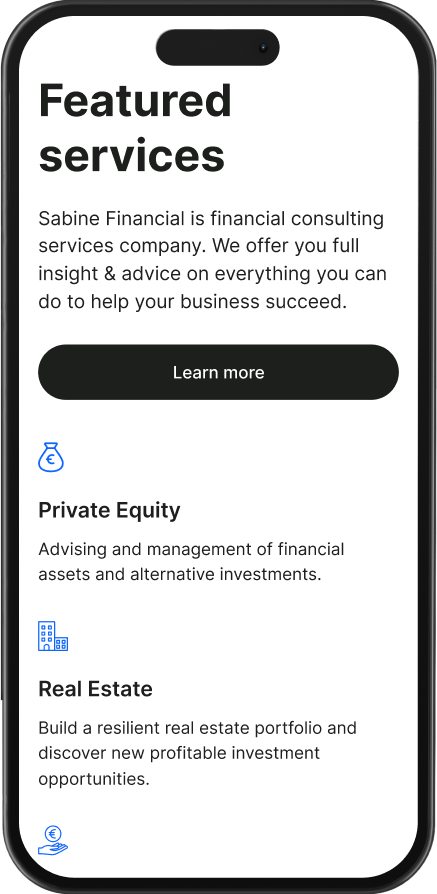 Featured
services
Sabine Financial is financial consulting
services company. We offer you full
insight & advice on everything you can
do to help your business succeed.
Learn more
€
Private Equity
Advising and management of financial
assets and alternative investments.
Real Estate
Build a resilient real estate portfolio and
discover new profitable investment
opportunities.
€